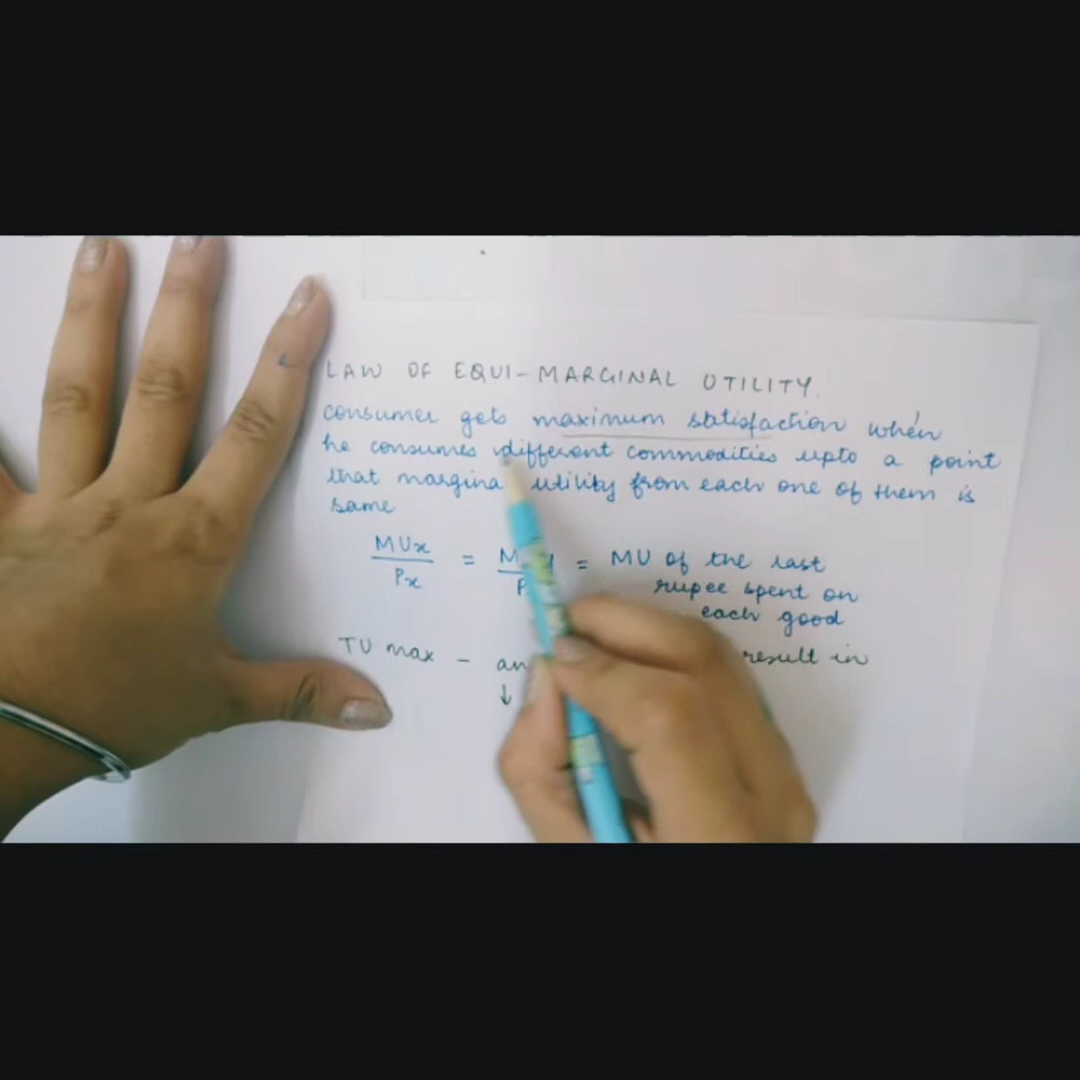 LAW OF EQUI-MARGINAL UTILITY.
consumer gets maximum satisfaction when
he consumes different commodities upto a point
that margina utility from each one of them is
same
MUx / Px = M = MU of the last
rupee spent on
each good
TU max - an result in
↓